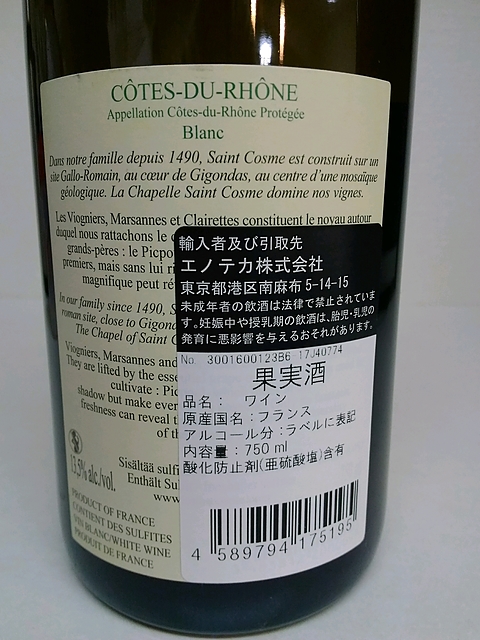 CÔTES-DU-RHÔNE
Appellation Côtes-du-Rhône Protégée
Blanc
Dans notre famille depuis 1490, Saint Cosme est construit sur un
site Gallo-Romain, au cœur de Gigondas, au centre d'une mosaïque
géologique. La Chapelle Saint Cosme domine nos vignes.
Les Viogniers, Marsannes et Clairettes constituent le noyau autour
duquel nous rattachons le
grands-pères : le Picpo
premiers, mais sans lui
magnifique peut
In our family since 1490, S
roman site, close to Gigond
The Chapel of Saint C
Viogniers, Marsannes and
They are lifted by the esse
cultivate : Pic
shadow but make ever
freshness can reveal t
of th
13,5% alc./vol.
Sisältää sulfi
Enthält Sul
www
PRODUCT OF FRANCE
CONTIENT DES SULFITES
VIN BLANC/WHITE WINE
PRODUIT DE FRANCE
輸入者及び引取先
エノテカ株式会社
東京都港区南麻布5-14-15
未成年者の飲酒は法律で禁止されていま
す。妊娠中や授乳期の飲酒は、胎児・乳児の
発育に悪影響を与えるおそれがあります。
No. 3001600123B6 17J40774
果実酒
品名： ワイン
原産国名：フランス
アルコール分：ラベルに表記
内容量：750 ml
酸化防止剤(亜硫酸塩)含有
4 589794 175195